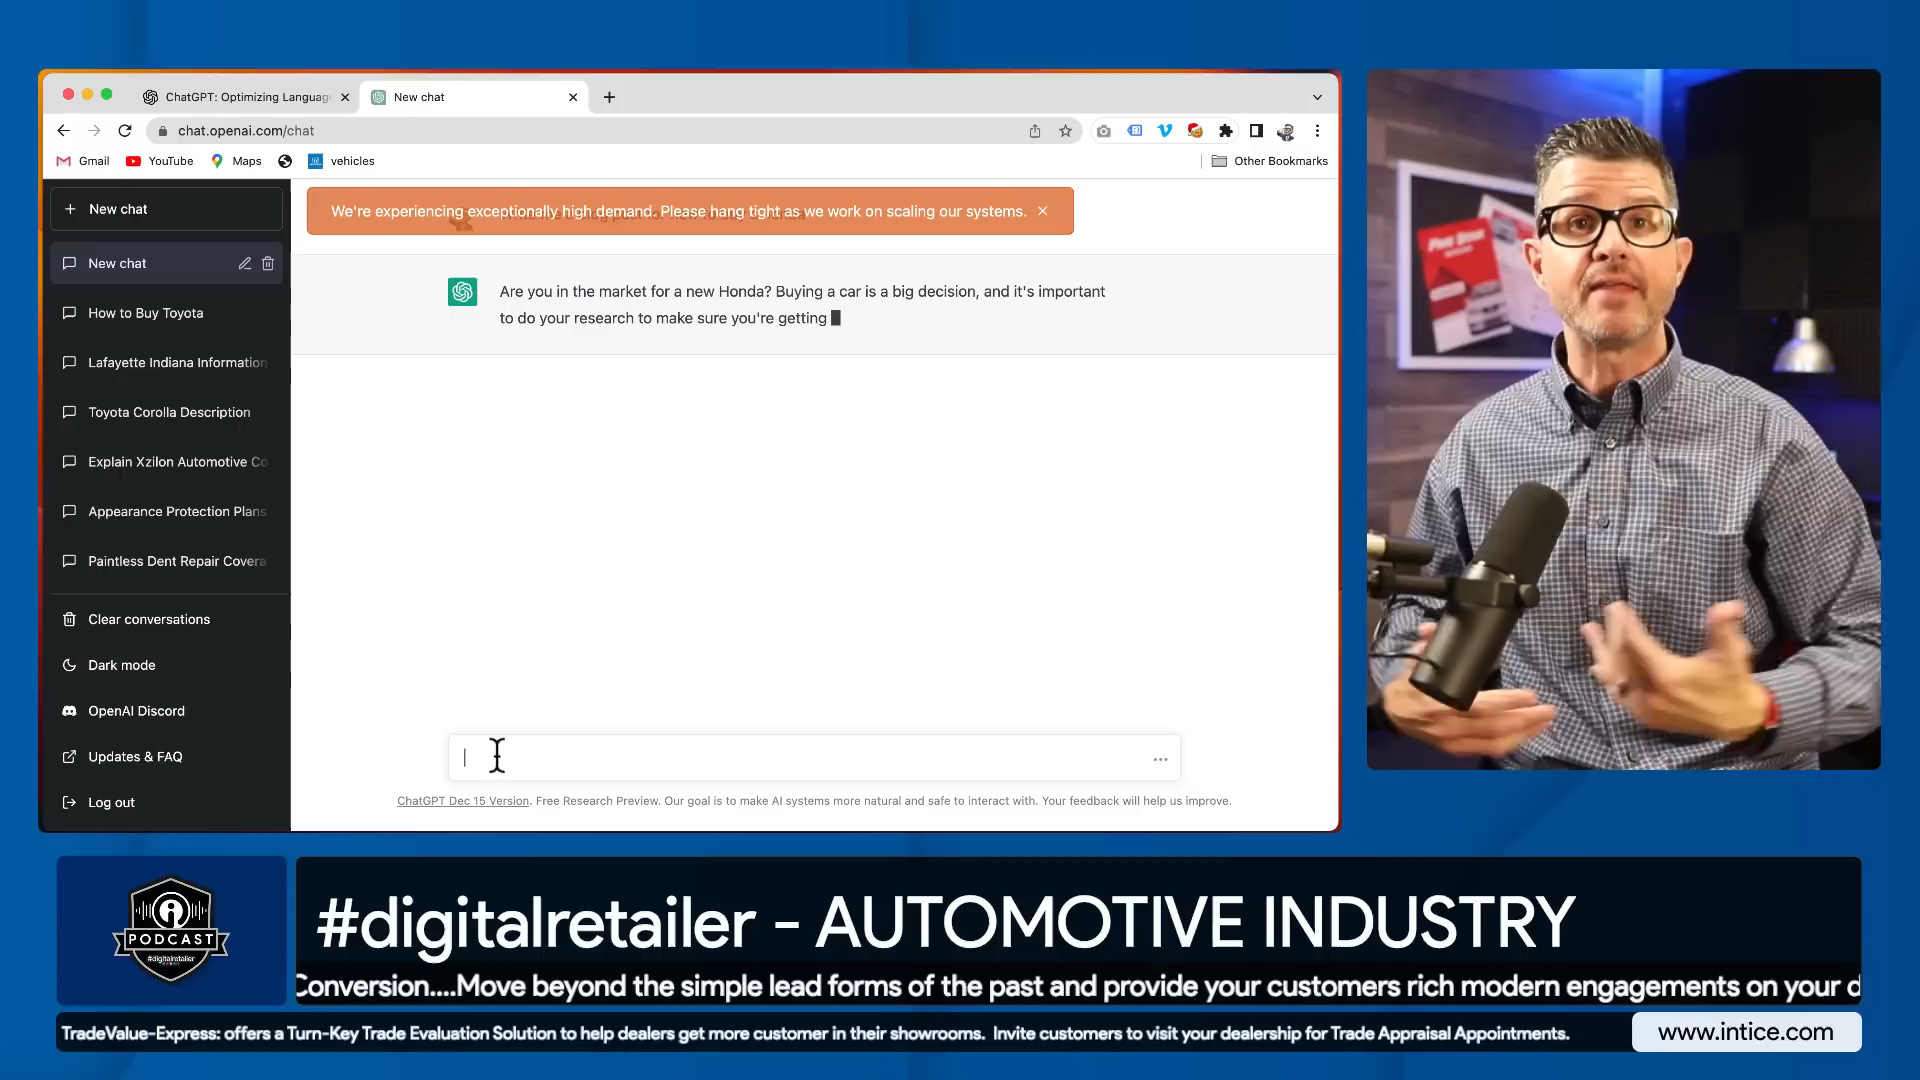 ChatGPT: Optimizing Languag
New chat
chat.openai.com/chat
Gmail
YouTube
Maps
vehicles
Other Bookmarks
New chat
New chat
How to Buy Toyota
Lafayette Indiana Information
Toyota Corolla Description
Explain Xzilon Automotive Co
Appearance Protection Plans
Paintless Dent Repair Covera
Clear conversations
Dark mode
OpenAI Discord
Updates & FAQ
Log out
We're experiencing exceptionally high demand. Please hang tight as we work on scaling our systems.
Are you in the market for a new Honda? Buying a car is a big decision, and it's important
to do your research to make sure you're getting
ChatGPT Dec 15 Version. Free Research Preview. Our goal is to make AI systems more natural and safe to interact with. Your feedback will help us improve.
PODCAST
#digitalretailer
#digitalretailer - AUTOMOTIVE INDUSTRY
Conversion....Move beyond the simple lead forms of the past and provide your customers rich modern engagements on your d
TradeValue-Express: offers a Turn-Key Trade Evaluation Solution to help dealers get more customer in their showrooms. Invite customers to visit your dealership for Trade Appraisal Appointments.
www.intice.com